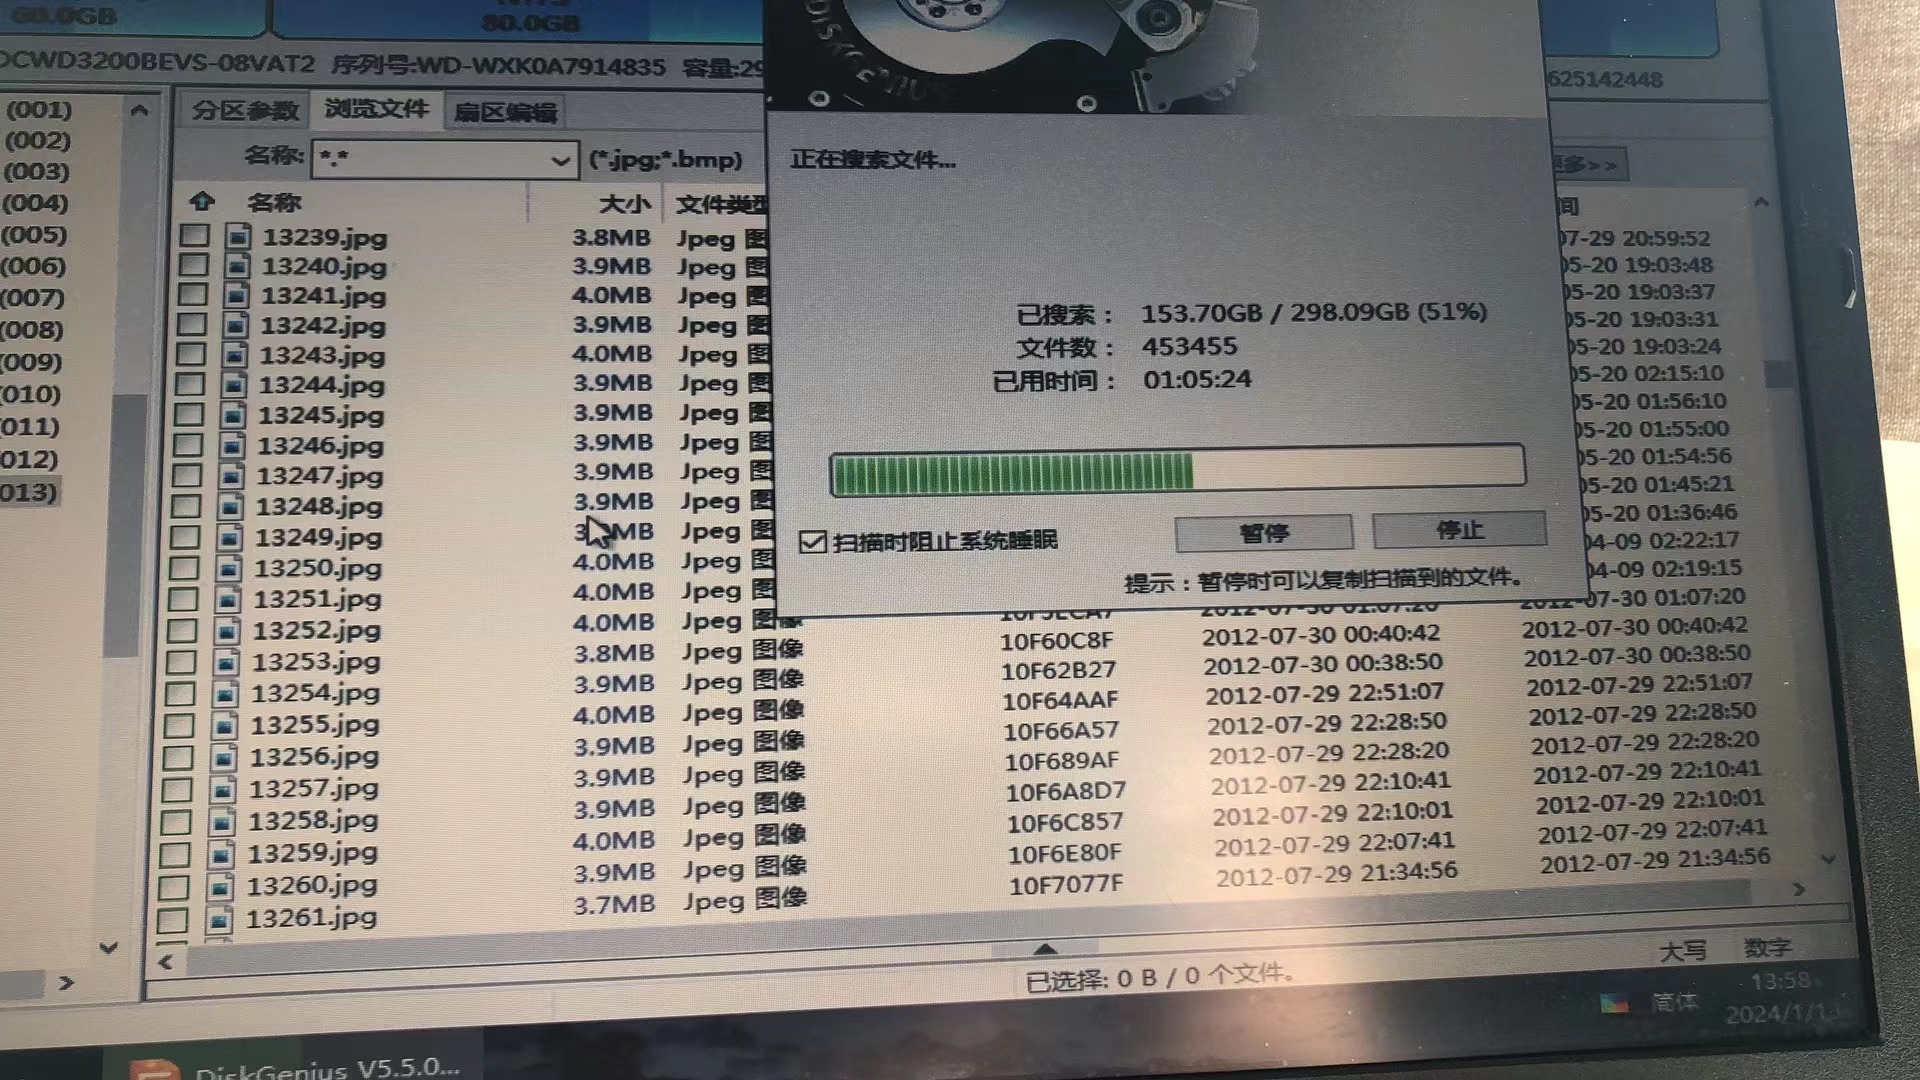 60.0GB
80.0GB
DCWD3200BEVS-08VAT2 序列号:WD-WXK0A7914835 容量:29
625142448
(001)
(002)
(003)
(004)
(005)
(006)
(007)
(008)
(009)
(010)
(011)
012)
013)
分区参数 浏览文件 扇区编辑
名称: *.* (*.jpg;*.bmp)
更多>>
名称 大小 文件类型
间
13239.jpg 3.8MB Jpeg 图
13240.jpg 3.9MB Jpeg 图
13241.jpg 4.0MB Jpeg 图
13242.jpg 3.9MB Jpeg 图
13243.jpg 4.0MB Jpeg 图
13244.jpg 3.9MB Jpeg 图
13245.jpg 3.9MB Jpeg 图
13246.jpg 3.9MB Jpeg 图
13247.jpg 3.9MB Jpeg 图
13248.jpg 3.9MB Jpeg 图
13249.jpg MB Jpeg 图
13250.jpg 4.0MB Jpeg 图
13251.jpg 4.0MB Jpeg 图
13252.jpg 4.0MB Jpeg 图像
13253.jpg 3.8MB Jpeg 图像
13254.jpg 3.9MB Jpeg 图像
13255.jpg 4.0MB Jpeg 图像
13256.jpg 3.9MB Jpeg 图像
13257.jpg 3.9MB Jpeg 图像
13258.jpg 3.9MB Jpeg 图像
13259.jpg 4.0MB Jpeg 图像
13260.jpg 3.9MB Jpeg 图像
13261.jpg 3.7MB Jpeg 图像
DISKGENIUS
正在搜索文件...
已搜索： 153.70GB / 298.09GB (51%)
文件数： 453455
已用时间： 01:05:24
扫描时阻止系统睡眠 暂停 停止
提示：暂停时可以复制扫描到的文件。
07-29 20:59:52
05-20 19:03:48
05-20 19:03:37
05-20 19:03:31
05-20 19:03:24
05-20 02:15:10
05-20 01:56:10
05-20 01:55:00
05-20 01:54:56
05-20 01:45:21
05-20 01:36:46
04-09 02:22:17
04-09 02:19:15
10F5ECA7 2012-07-30 01:07:20 2012-07-30 01:07:20
10F60C8F 2012-07-30 00:40:42 2012-07-30 00:40:42
10F62B27 2012-07-30 00:38:50 2012-07-30 00:38:50
10F64AAF 2012-07-29 22:51:07 2012-07-29 22:51:07
10F66A57 2012-07-29 22:28:50 2012-07-29 22:28:50
10F689AF 2012-07-29 22:28:20 2012-07-29 22:28:20
10F6A8D7 2012-07-29 22:10:41 2012-07-29 22:10:41
10F6C857 2012-07-29 22:10:01 2012-07-29 22:10:01
10F6E80F 2012-07-29 22:07:41 2012-07-29 22:07:41
10F7077F 2012-07-29 21:34:56 2012-07-29 21:34:56
已选择: 0 B / 0 个文件。
大写 数字
简体
13:58
2024/1/1
DiskGenius V5.5.0...